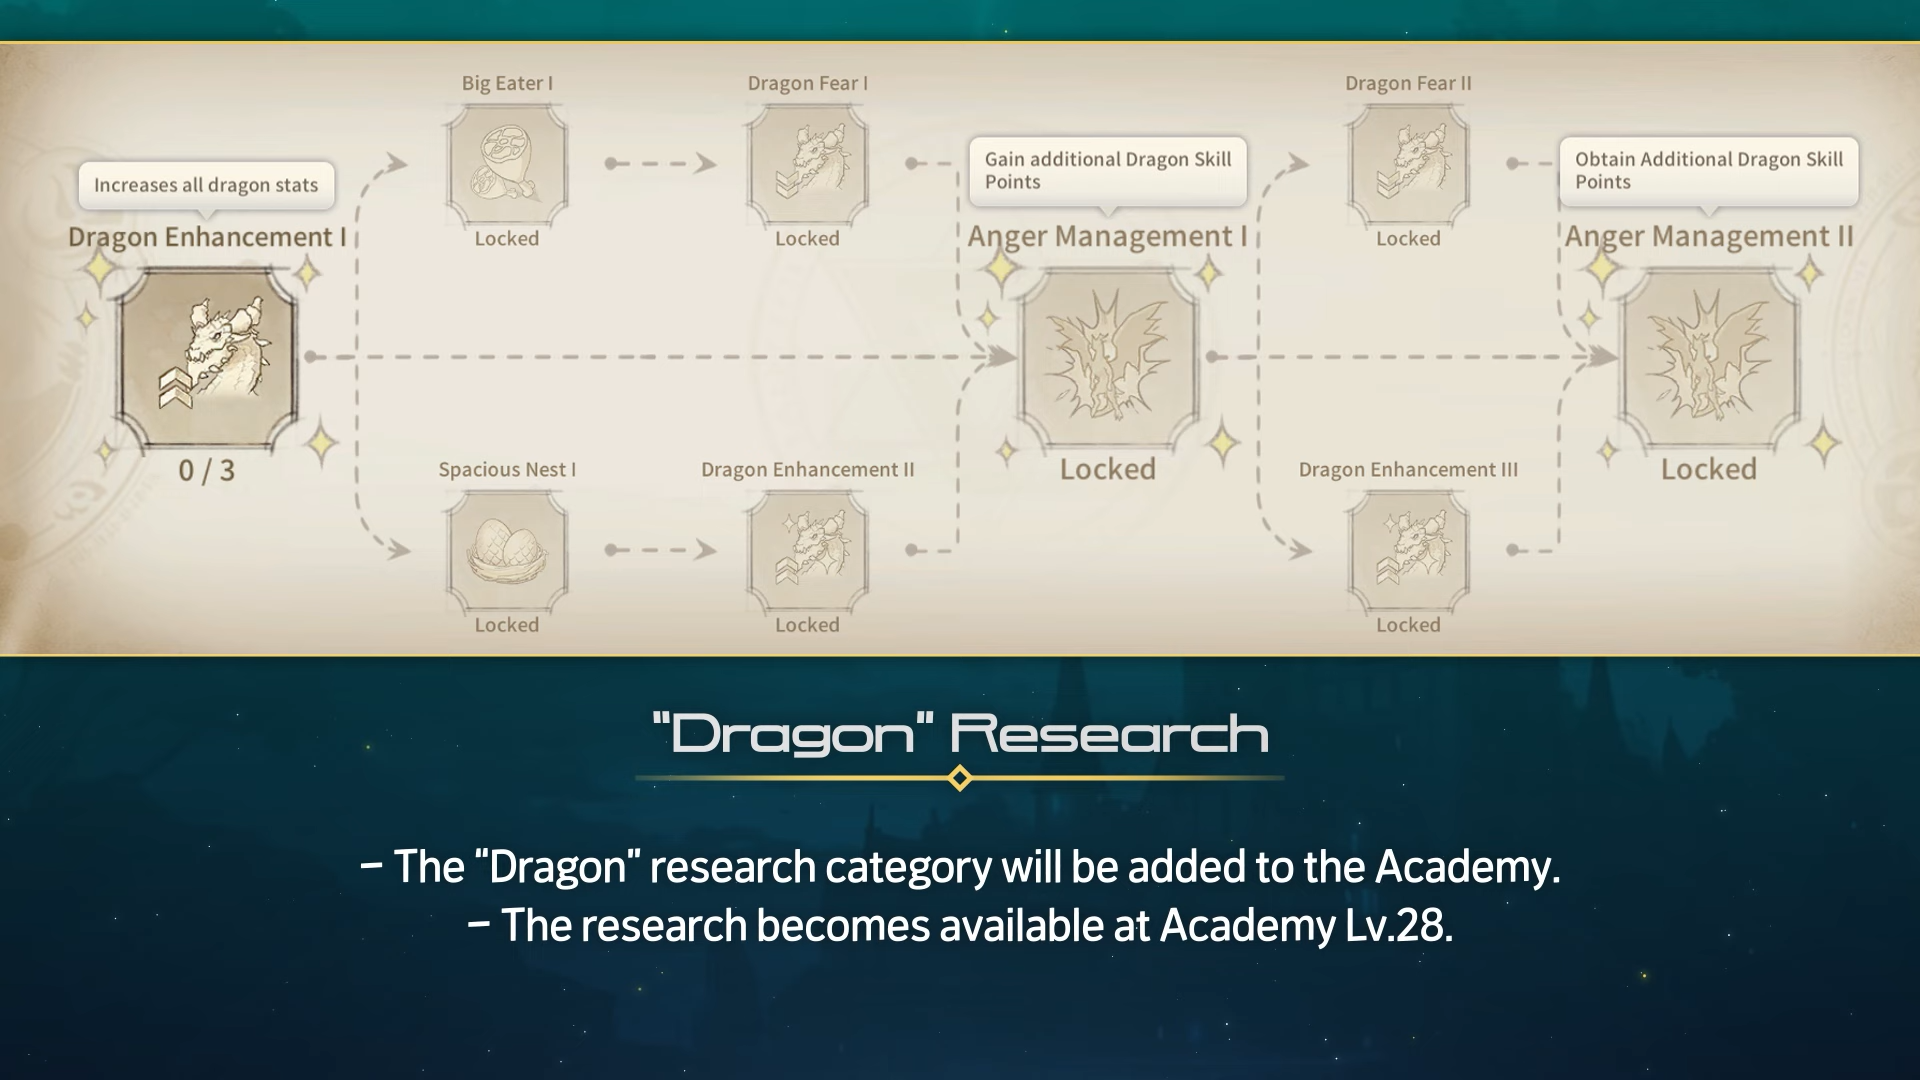 Big Eater I
Dragon Fear I
Dragon Fear II
Increases all dragon stats
Gain additional Dragon Skill
Points
Obtain Additional Dragon Skill
Points
Dragon Enhancement I
Locked
Locked
Anger Management I
Locked
Anger Management II
0 / 3
Spacious Nest I
Dragon Enhancement II
Locked
Dragon Enhancement III
Locked
Locked
Locked
Locked
"Dragon" Research
– The “Dragon” research category will be added to the Academy.
– The research becomes available at Academy Lv.28.